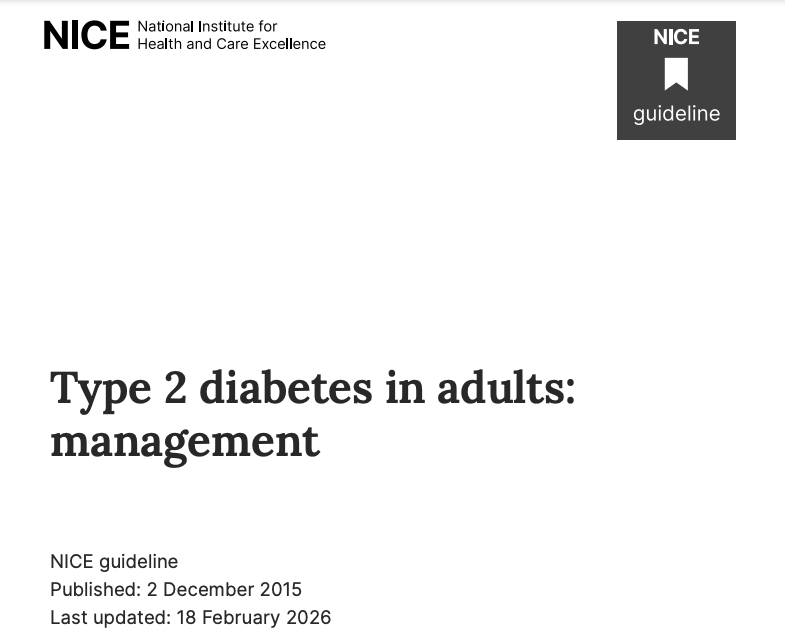 NICE National Institute for
Health and Care Excellence
NICE
guideline
Type 2 diabetes in adults:
management
NICE guideline
Published: 2 December 2015
Last updated: 18 February 2026